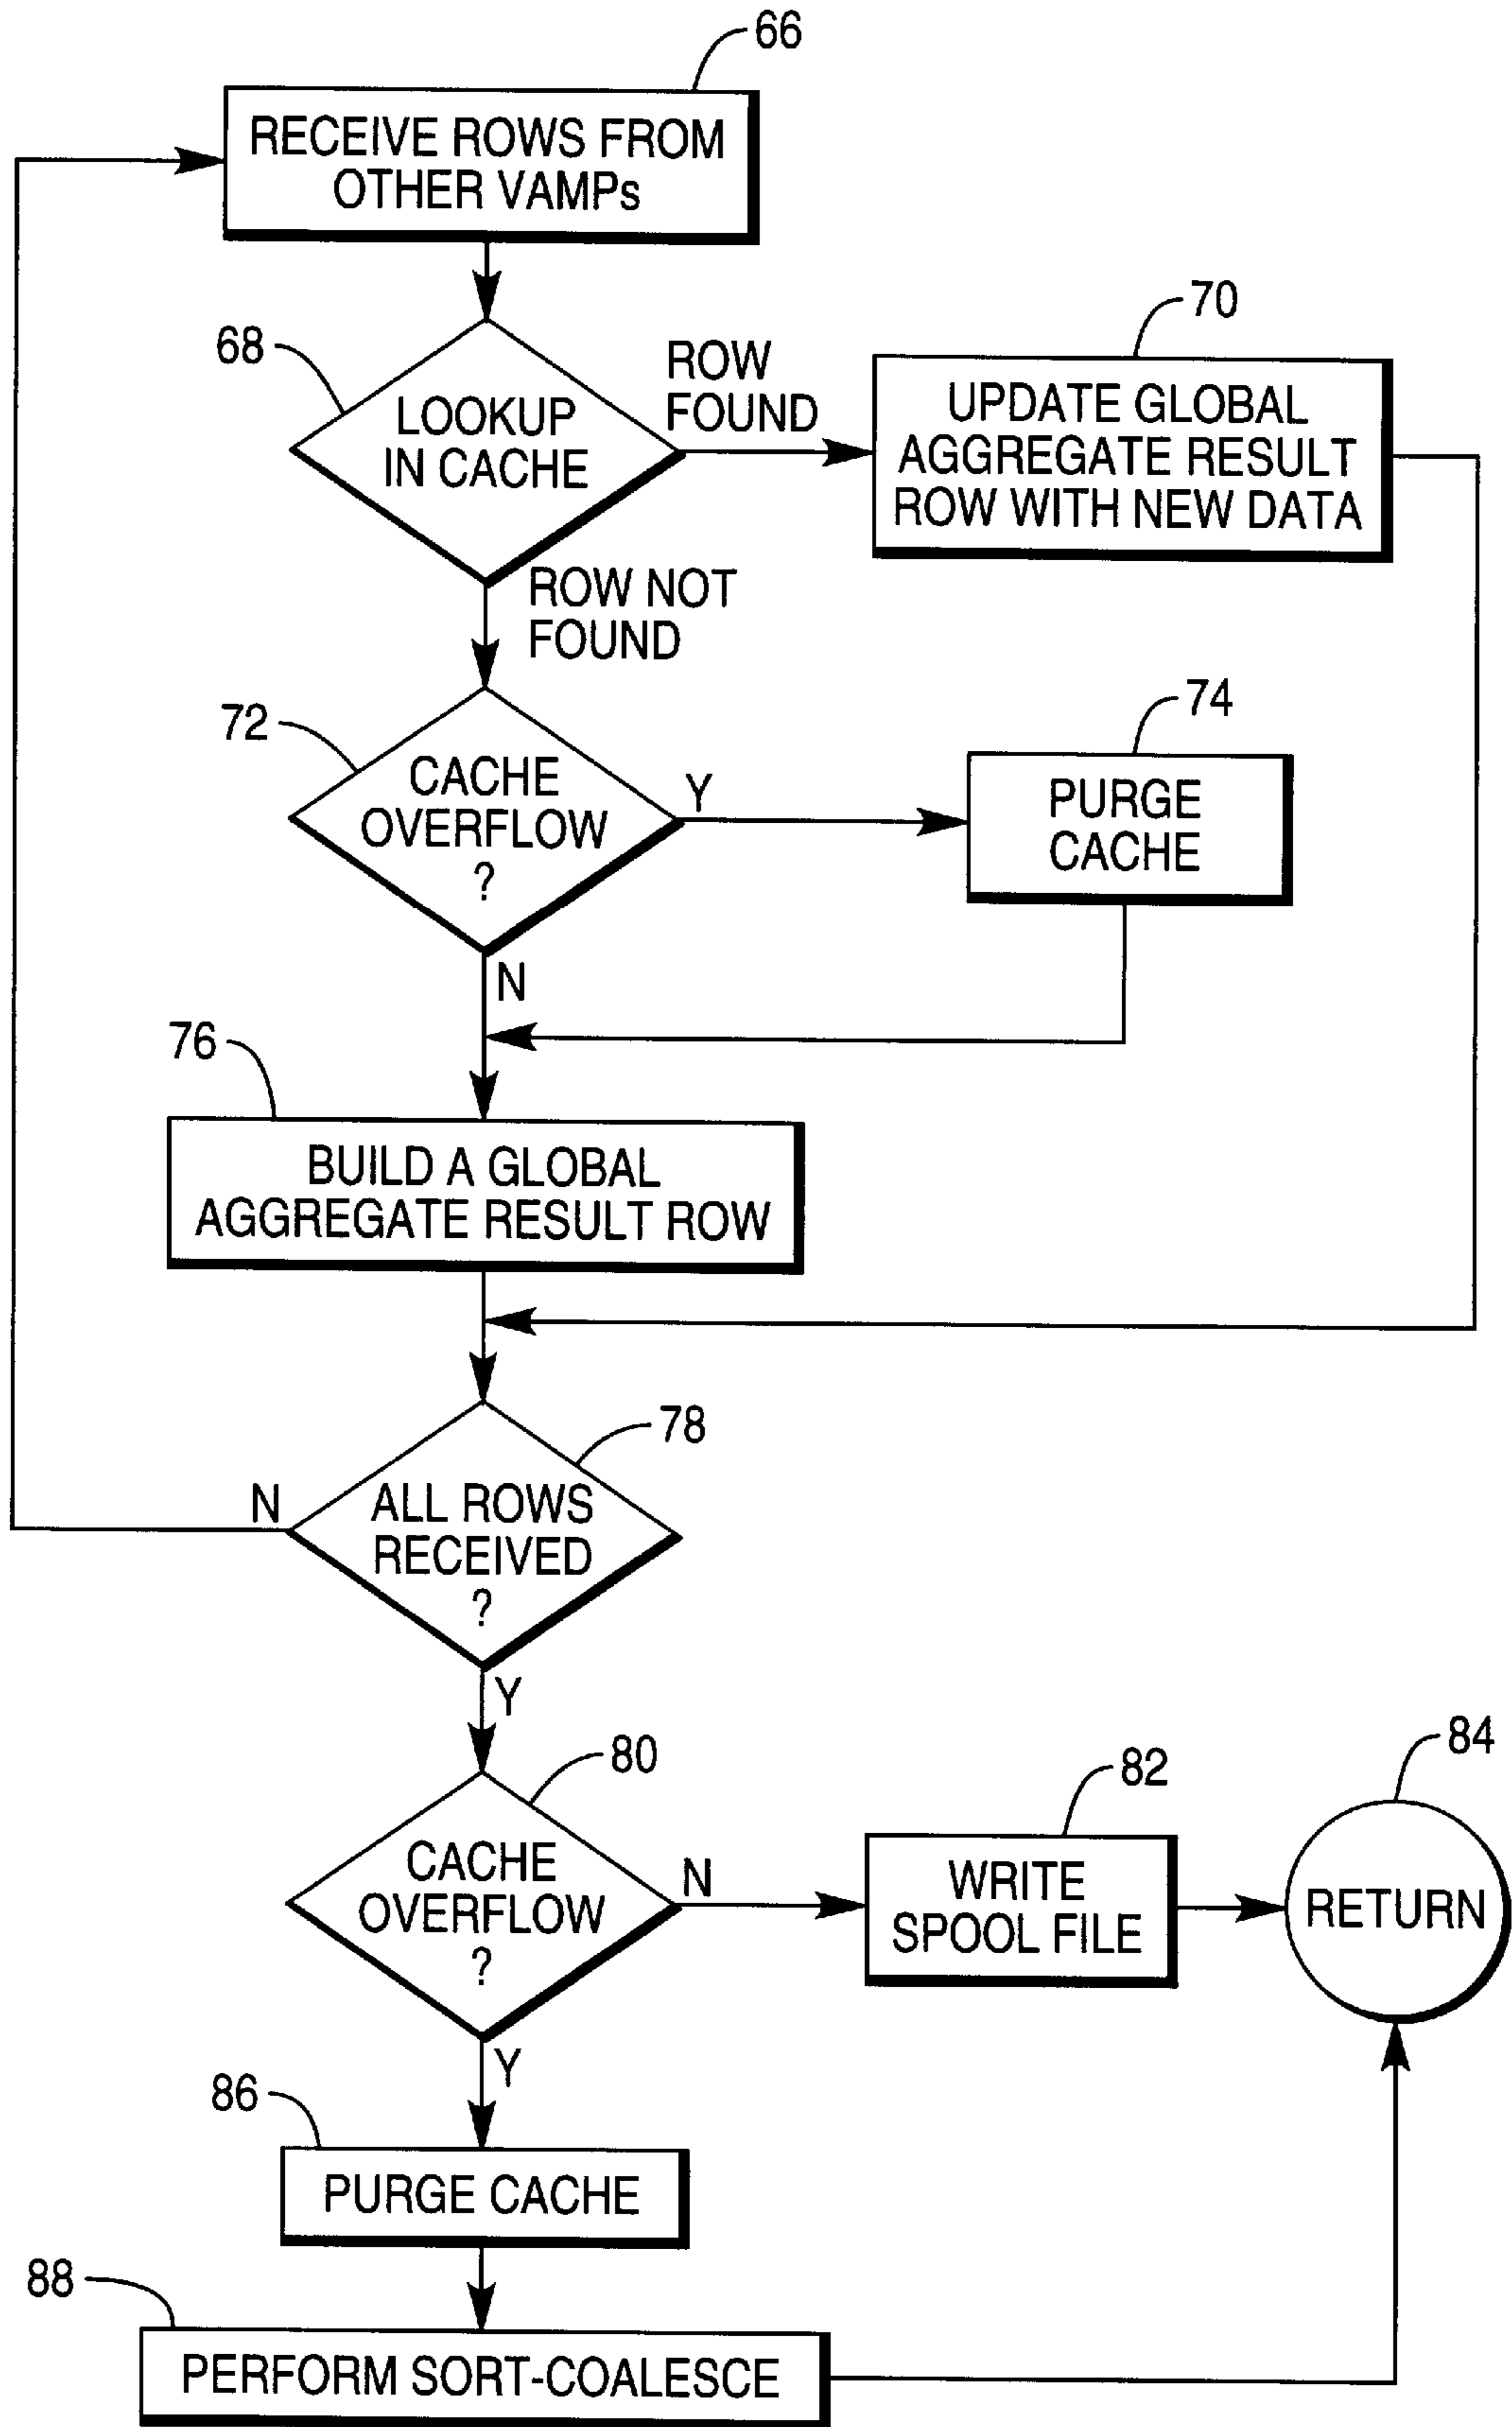 66
RECEIVE ROWS FROM
OTHER VAMPs
68
LOOKUP
IN CACHE
ROW
FOUND
70
UPDATE GLOBAL
AGGREGATE RESULT
ROW WITH NEW DATA
ROW NOT
FOUND
72
CACHE
OVERFLOW
?
Y
74
PURGE
CACHE
N
76
BUILD A GLOBAL
AGGREGATE RESULT ROW
78
ALL ROWS
RECEIVED
?
N
Y
80
CACHE
OVERFLOW
?
N
82
WRITE
SPOOL FILE
84
RETURN
Y
86
PURGE CACHE
88
PERFORM SORT-COALESCE